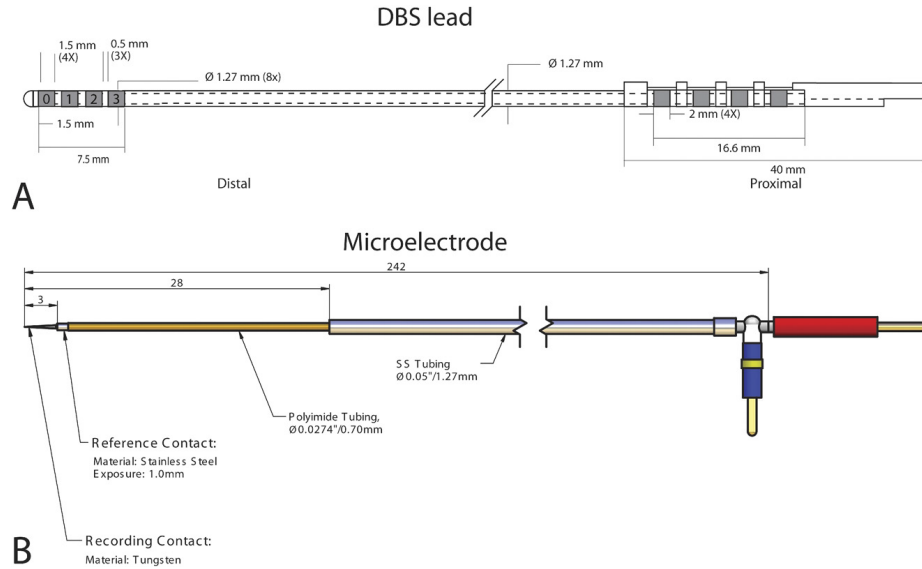 DBS lead
1.5 mm
(4X)
0.5 mm
(3X)
Ø 1.27 mm (8x)
Ø 1.27 mm
0 1 2 3
1.5 mm
7.5 mm
2 mm (4X)
16.6 mm
40 mm
Distal
Proximal
A
Microelectrode
242
28
3
SS Tubing
Ø0.05"/1.27mm
Polyimide Tubing,
Ø0.0274"/0.70mm
Reference Contact:
Material: Stainless Steel
Exposure: 1.0mm
Recording Contact:
Material: Tungsten
B